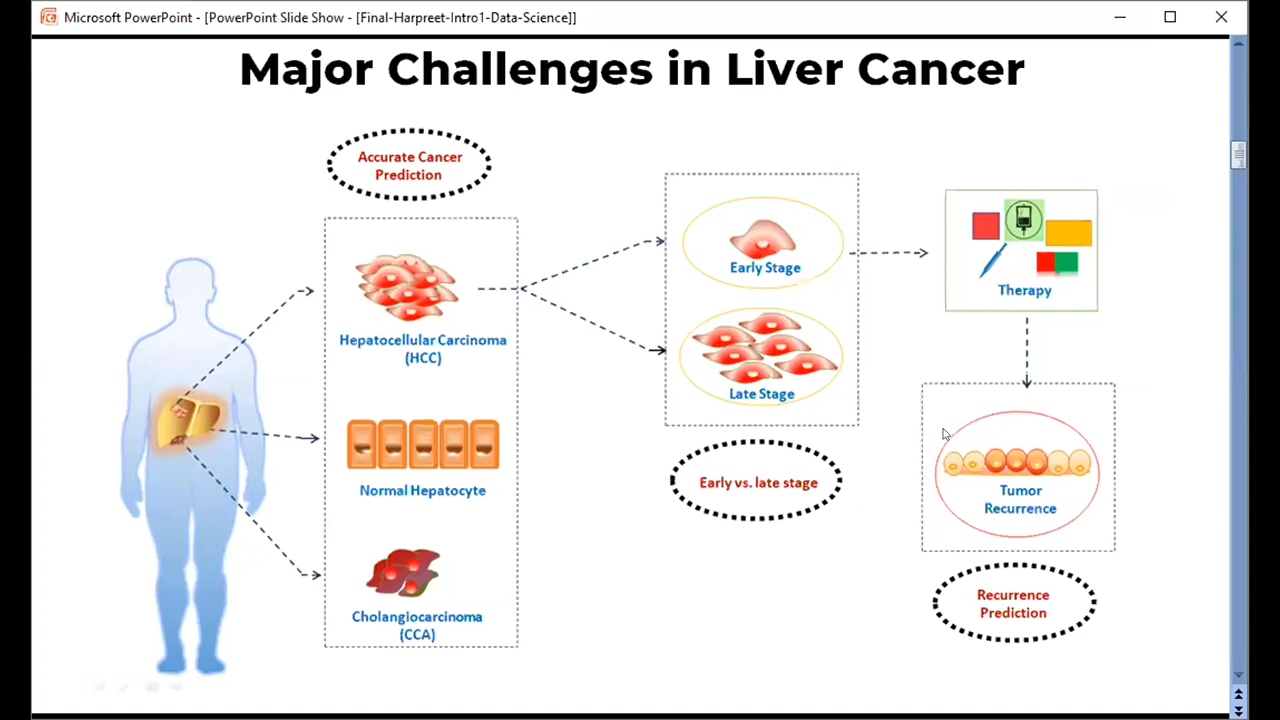 Microsoft PowerPoint - [PowerPoint Slide Show - [Final-Harpreet-Intro1-Data-Science]]
Major Challenges in Liver Cancer
Accurate Cancer
Prediction
Hepatocellular Carcinoma
(HCC)
Normal Hepatocyte
Cholangiocarcinoma
(CCA)
Early Stage
Late Stage
Early vs. late stage
Therapy
Tumor
Recurrence
Recurrence
Prediction